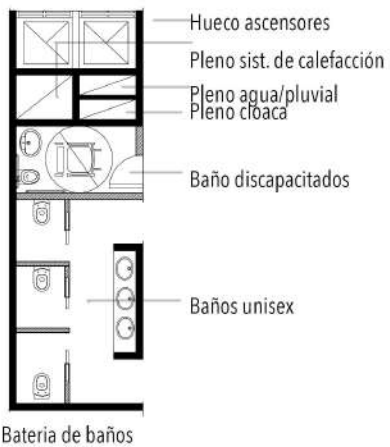 Hueco ascensores
Pleno sist. de calefacción
Pleno agua/pluvial
Pleno cloaca
Baño discapacitados
Baños unisex
Bateria de baños